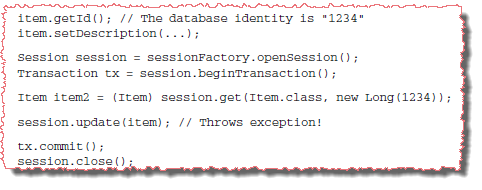 item.getId(); // The database identity is "1234"
item.setDescription(...);
Session session = sessionFactory.openSession();
Transaction tx = session.beginTransaction();
Item item2 = (Item) session.get(Item.class, new Long(1234));
session.update(item); // Throws exception!
tx.commit();
session.close();